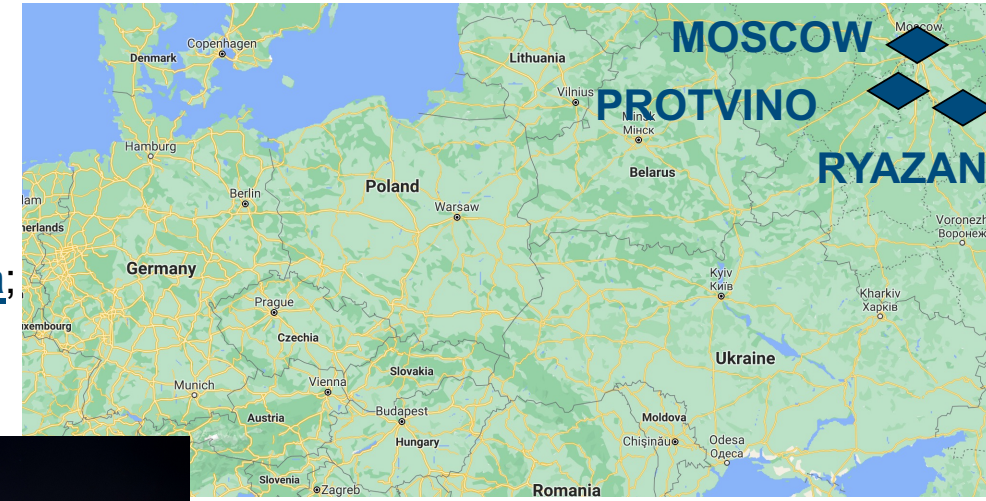 Moscow
MOSCOW
Copenhagen
Denmark
Lithuania
Vilnius
PROTVINO
Minsk
Мінск
Hamburg
Belarus
RYAZAN
Poland
Berlin
Warsaw
Voronezh
Воронеж
Germany
Kyiv
Київ
Kharkiv
Харків
Prague
Czechia
Ukraine
Slovakia
Munich
Vienna
Austria
Budapest
Hungary
Moldova
Chișinău
Odesa
Одеса
Slovenia
Zagreb
Romania